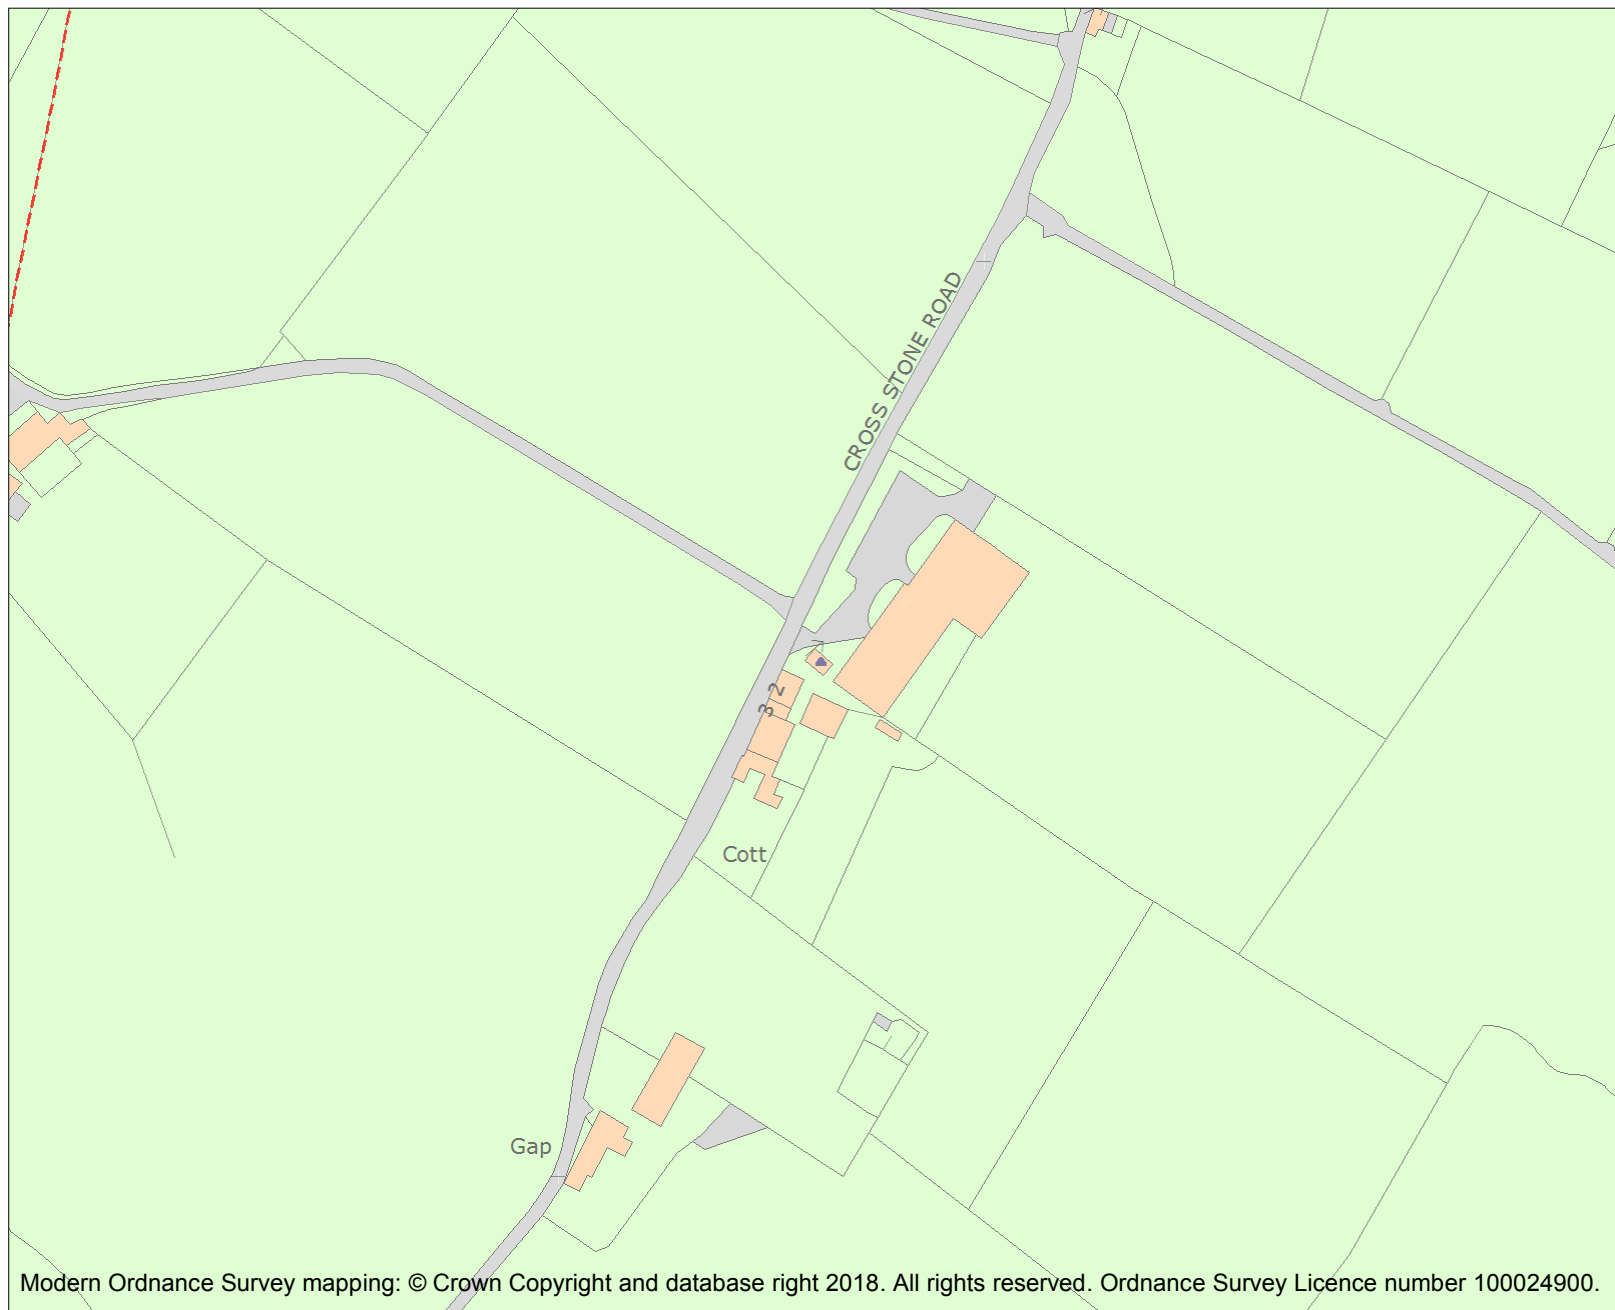 CROSS STONE ROAD
2
3
Cott
Gap
Modern Ordnance Survey mapping: © Crown Copyright and database right 2018. All rights reserved. Ordnance Survey Licence number 100024900.